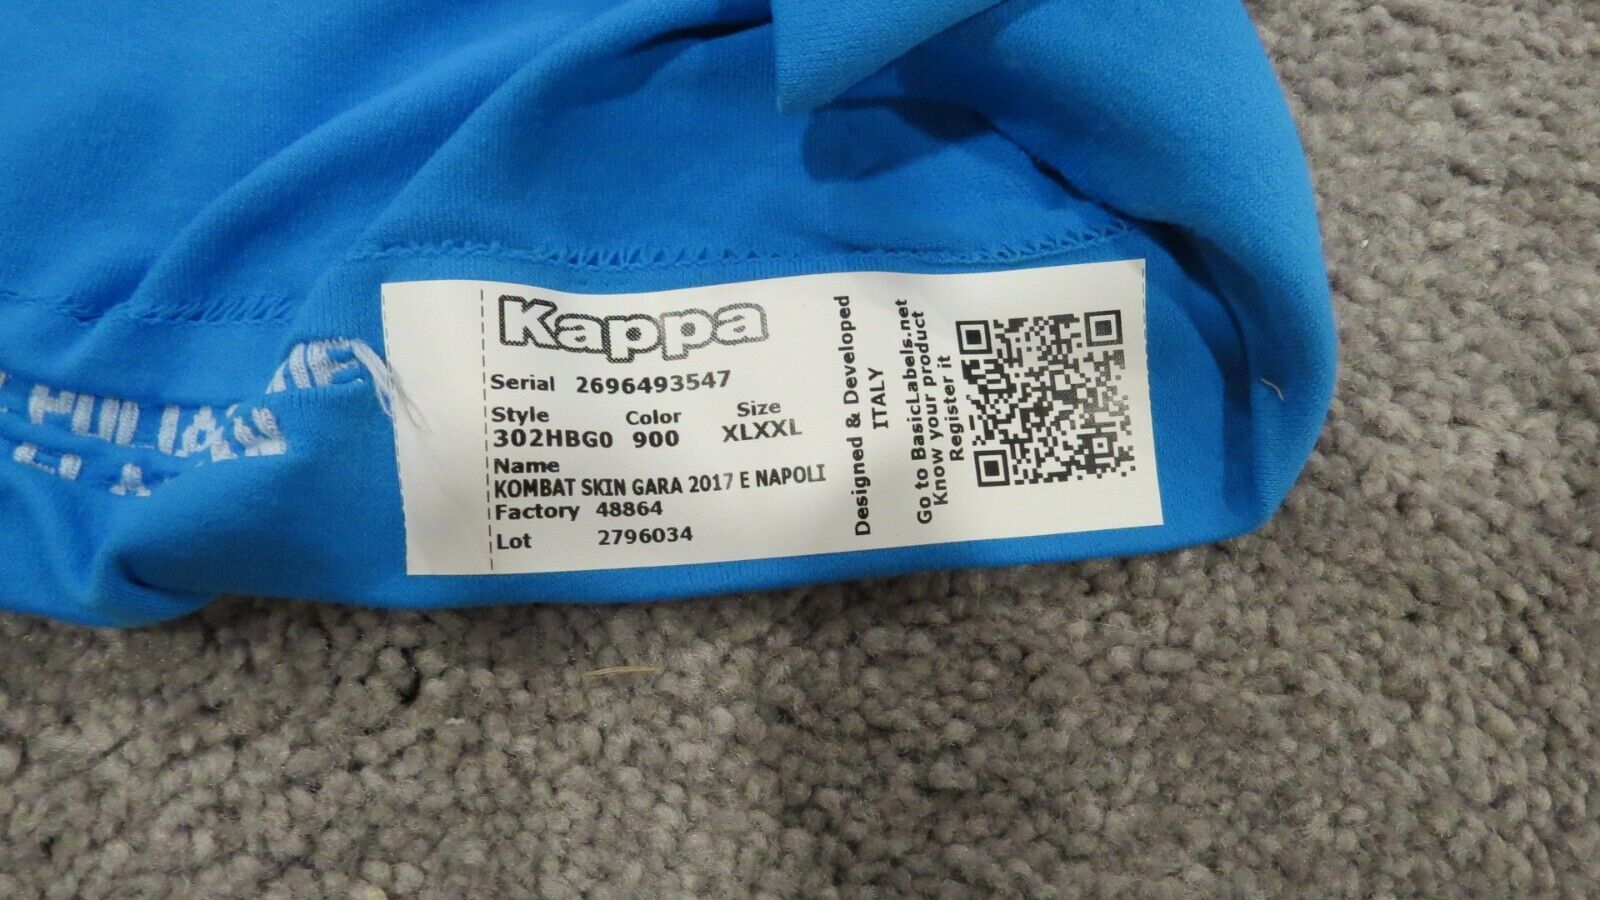 Kappa
Serial 2696493547
Style Color Size
302HBG0 900 XLXXL
Name
KOMBAT SKIN GARA 2017 E NAPOLI
Factory 48864
Lot 2796034
Designed & Developed
ITALY
Go to BasicLabels.net
Know your product
Register it